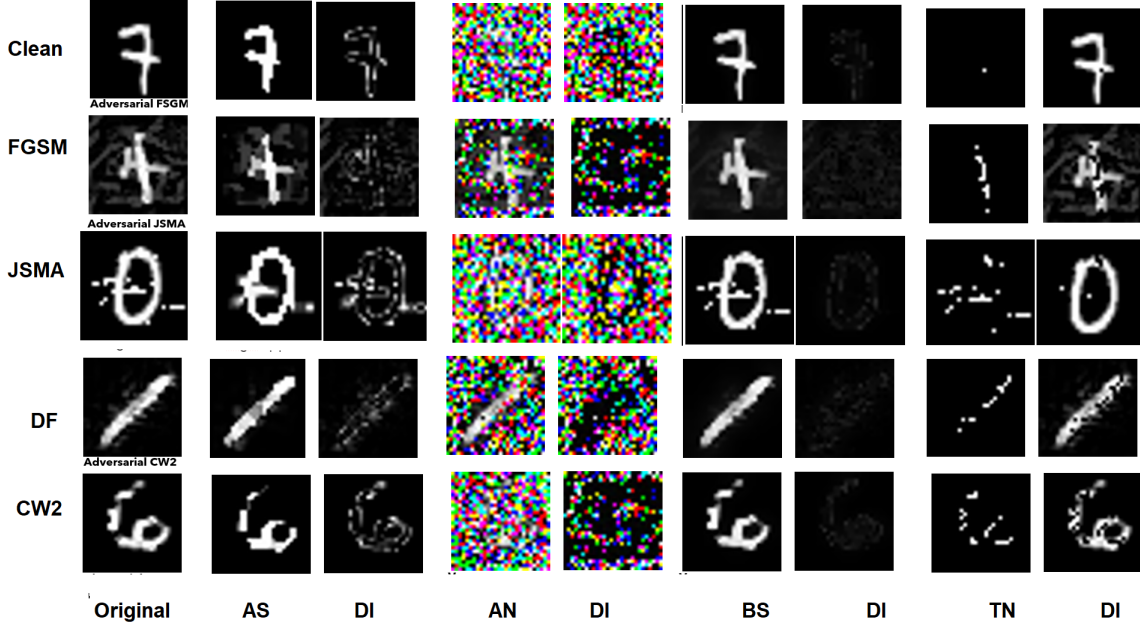 Clean
Adversarial FSGM
FGSM
Adversarial JSMA
JSMA
DF
Adversarial CW2
CW2
Original AS DI AN DI BS DI TN DI